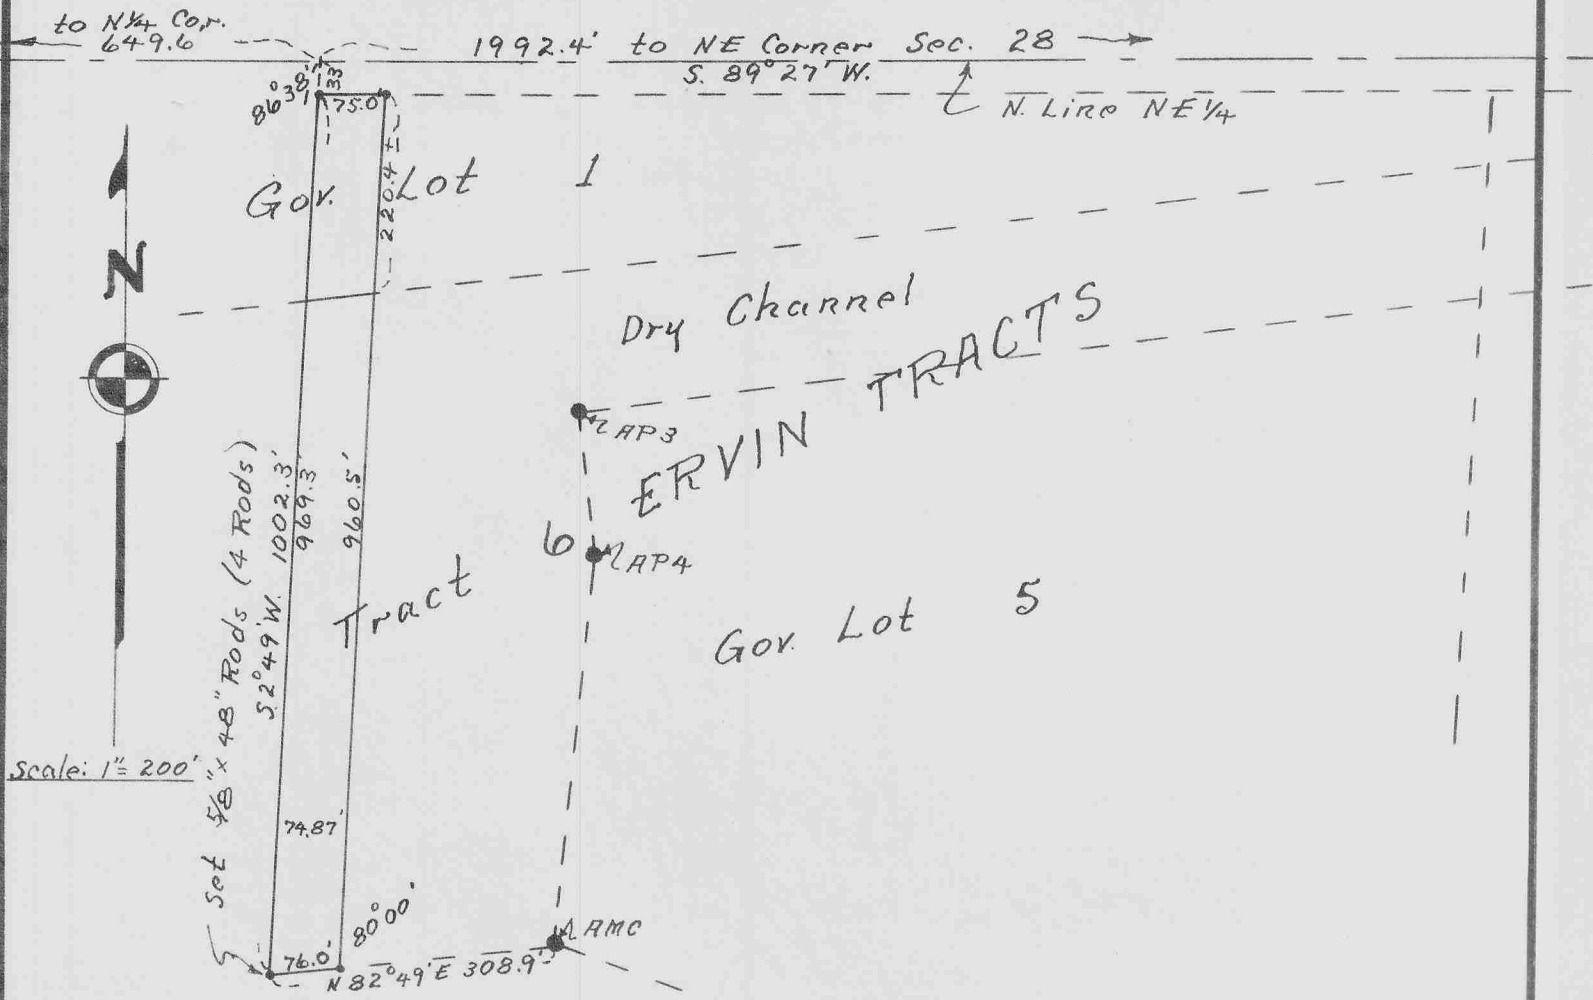 to N¼ Cor.
649.6
1992.4' to NE Corner Sec. 28
S. 89°27' W.
N. Line NE¼
86°38'
33'
75.0'
220.4 ±
Gov. Lot 1
N
Dry Channel
ERVIN TRACTS
AP3
AP4
6
Tract
Gov. Lot 5
Set 5/8" x 48" Rods (4 Rods)
S. 2°49' W. 1002.3'
969.3'
960.5'
Scale: 1" = 200'
74.87'
80°00'
76.0'
N 82°49' E 308.9'
AMC